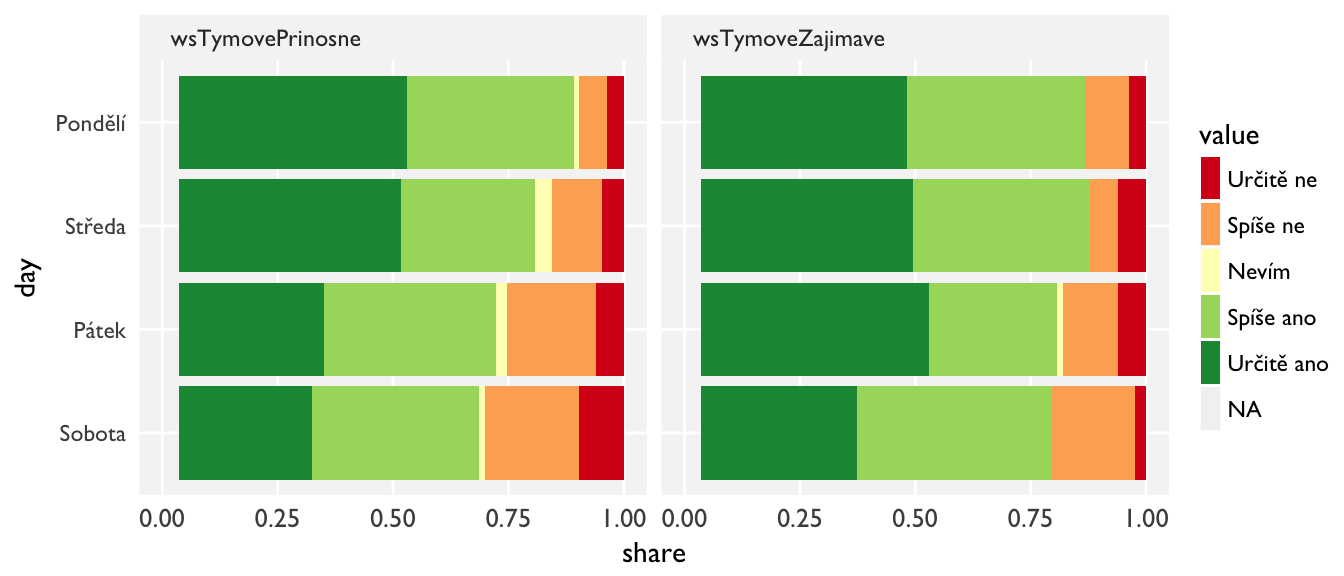 wsTymovePrinosne
wsTymoveZajimave
day
Pondělí
Středa
Pátek
Sobota
0.00 0.25 0.50 0.75 1.00
0.00 0.25 0.50 0.75 1.00
share
value
Určitě ne
Spíše ne
Nevím
Spíše ano
Určitě ano
NA